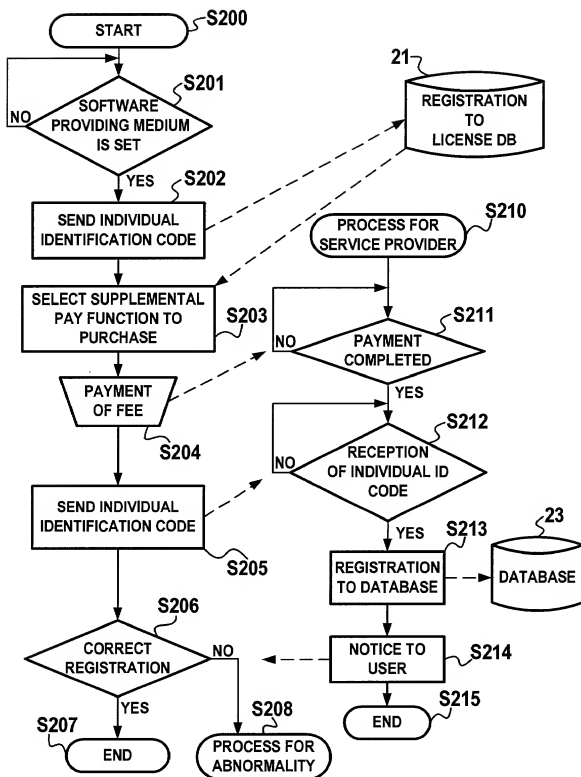 START
S200
SOFTWARE
PROVIDING MEDIUM
IS SET
S201
NO
YES
S202
SEND INDIVIDUAL
IDENTIFICATION CODE
SELECT SUPPLEMENTAL
PAY FUNCTION TO
PURCHASE
S203
PAYMENT
OF FEE
S204
SEND INDIVIDUAL
IDENTIFICATION CODE
S205
S206
CORRECT
REGISTRATION
NO
YES
S207
END
S208
PROCESS FOR
ABNORMALITY
21
REGISTRATION
TO
LICENSE DB
S210
PROCESS FOR
SERVICE PROVIDER
S211
PAYMENT
COMPLETED
NO
YES
S212
RECEPTION
OF INDIVIDUAL ID
CODE
NO
YES
S213
REGISTRATION
TO DATABASE
23
DATABASE
NOTICE TO
USER
S214
END
S215